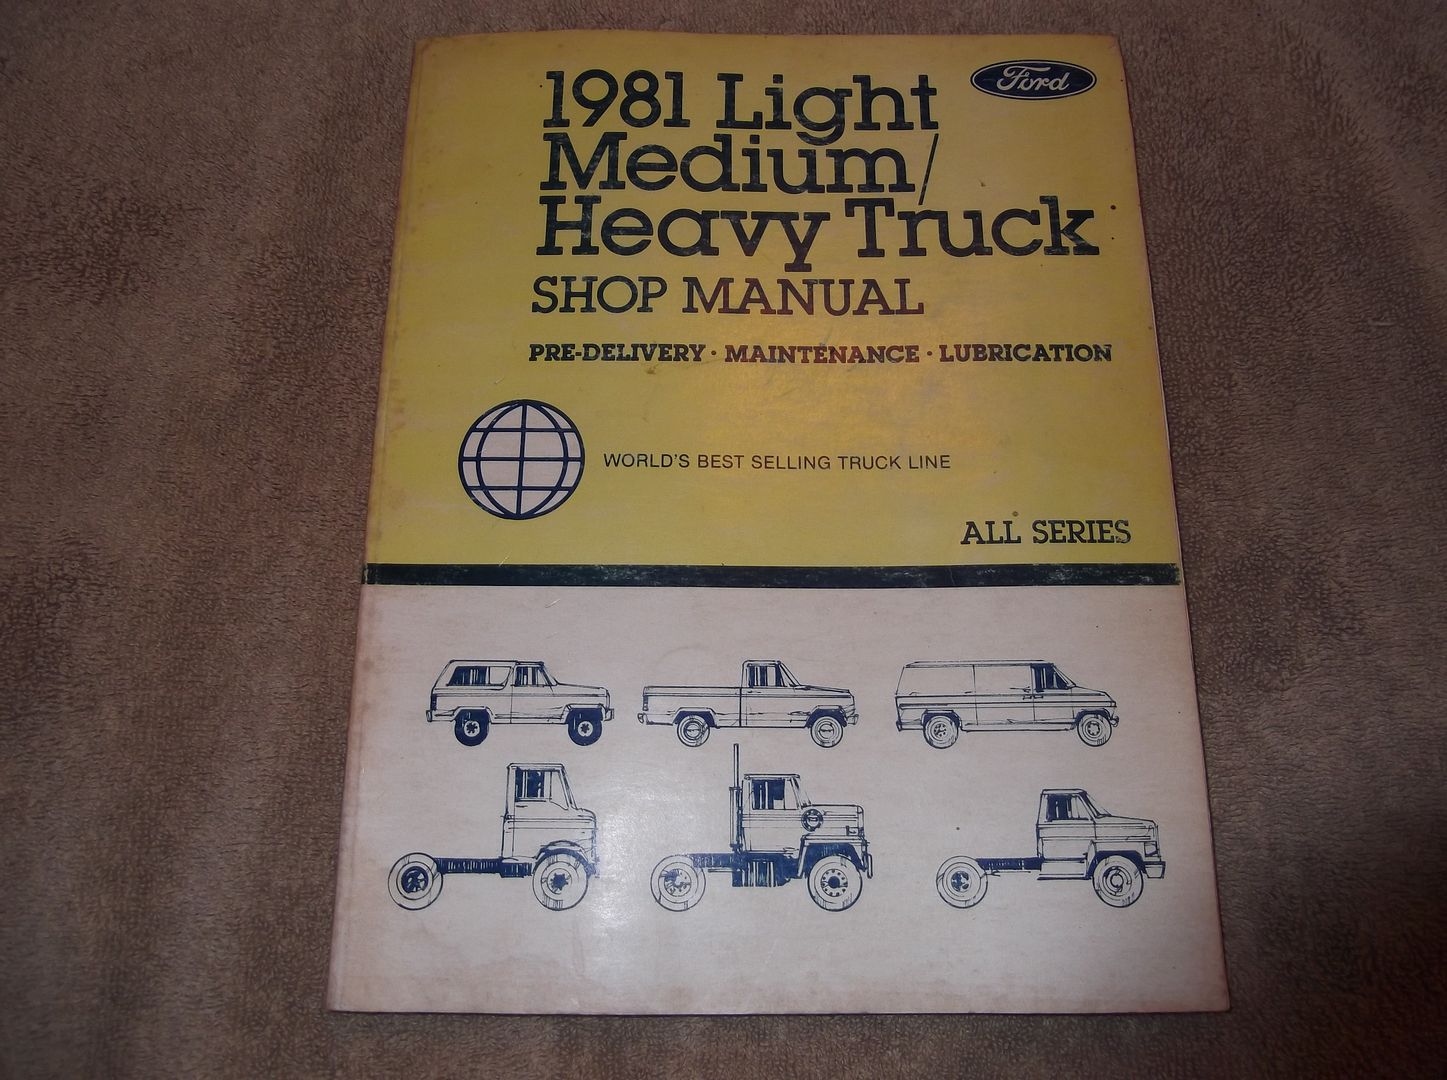 Ford
1981 Light
Medium/
Heavy Truck
SHOP MANUAL
PRE-DELIVERY · MAINTENANCE · LUBRICATION
WORLD'S BEST SELLING TRUCK LINE
ALL SERIES